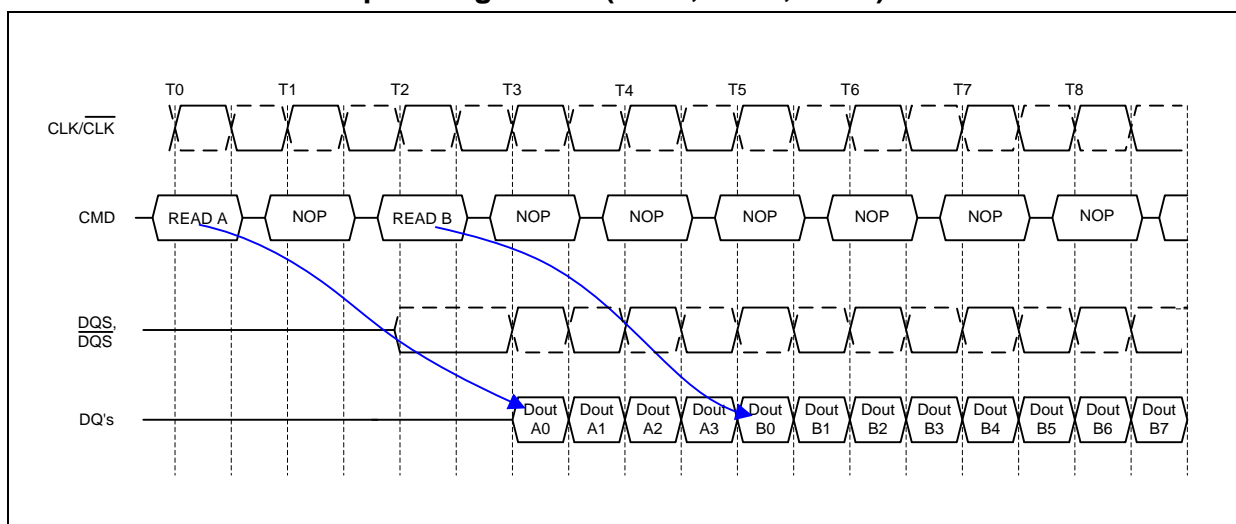 T0 T1 T2 T3 T4 T5 T6 T7 T8
CLK/CLK
CMD READ A NOP READ B NOP NOP NOP NOP NOP NOP
DQS,
DQS
DQ's
Dout A0
Dout A1
Dout A2
Dout A3
Dout B0
Dout B1
Dout B2
Dout B3
Dout B4
Dout B5
Dout B6
Dout B7